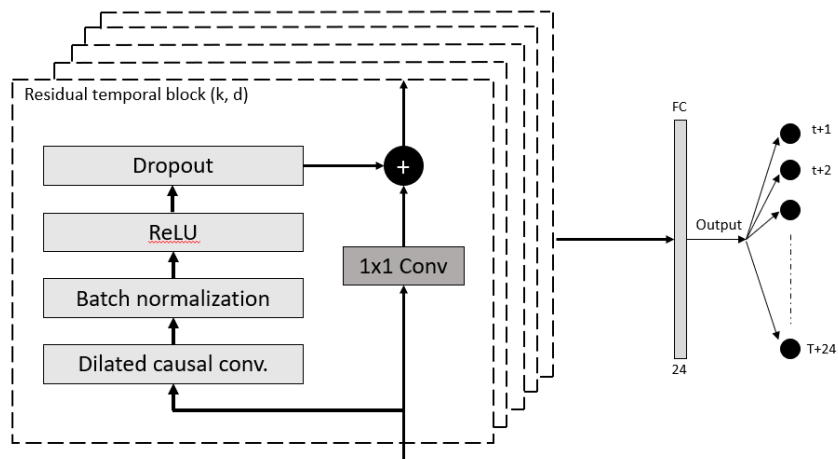 Residual temporal block (k, d)
Dropout
+
ReLU
1x1 Conv
Batch normalization
Dilated causal conv.
FC
24
Output
t+1
t+2
T+24